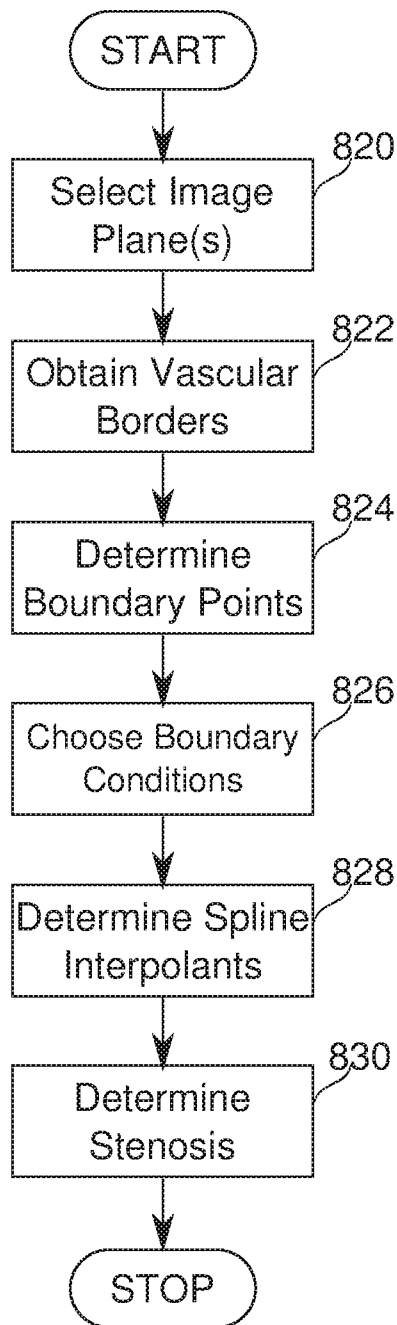 START
820
Select Image
Plane(s)
822
Obtain Vascular
Borders
824
Determine
Boundary Points
826
Choose Boundary
Conditions
828
Determine Spline
Interpolants
830
Determine
Stenosis
STOP